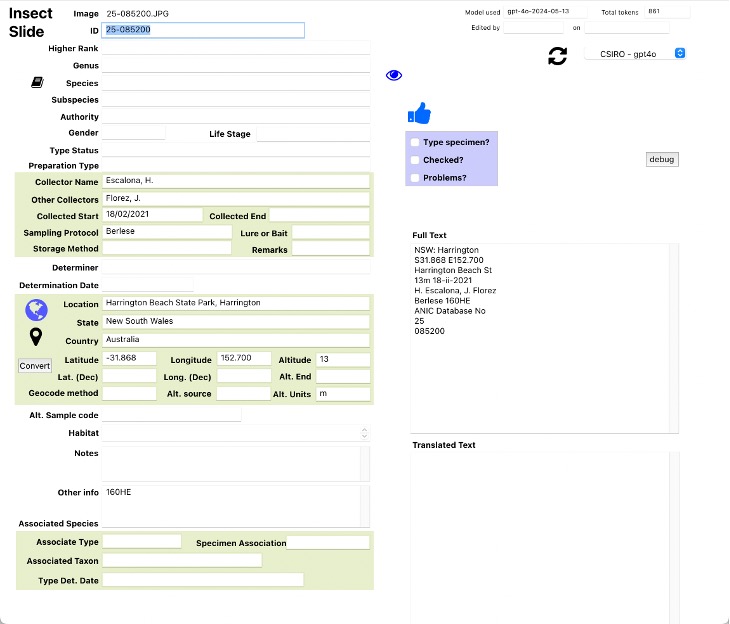 Insect Slide
Image 25-085200.JPG
ID 25-085200
Higher Rank
Genus
Species
Subspecies
Authority
Gender Life Stage
Type Status
Preparation Type
Collector Name Escalona, H.
Other Collectors Florez, J.
Collected Start 18/02/2021 Collected End
Sampling Protocol Berlese Lure or Bait
Storage Method Remarks
Determiner
Determination Date
Location Harrington Beach State Park, Harrington
State New South Wales
Country Australia
Convert
Latitude -31.868 Longitude 152.700 Altitude 13
Lat. (Dec) Long. (Dec) Alt. End
Geocode method Alt. source Alt. Units m
Alt. Sample code
Habitat
Notes
Other info 160HE
Associated Species
Associate Type Specimen Association
Associated Taxon
Type Det. Date
Model used gpt-4o-2024-05-13 Total tokens 861
Edited by on
CSIRO - gpt4o
Type specimen?
Checked?
Problems?
debug
Full Text
NSW: Harrington
S31.868 E152.700
Harrington Beach St
13m 18-ii-2021
H. Escalona, J. Florez
Berlese 160HE
ANIC Database No
25
085200
Translated Text